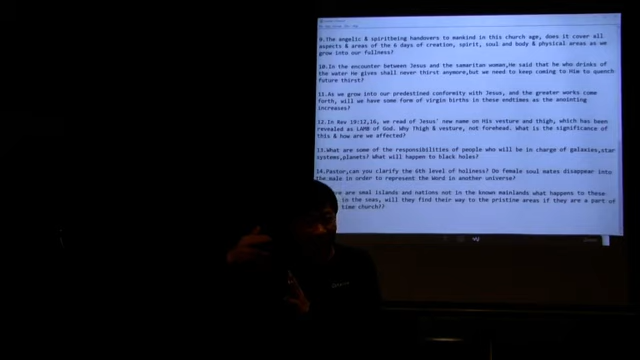 9.The angelic & spiritbeing handovers to mankind in this church age, does it cover all
aspects & areas of the 6 days of creation, spirit, soul and body & physical areas as we
grow into our fullness?
10.In the encounter between Jesus and the samaritan woman,He said that he who drinks of
the water He gives shall never thirst anymore,but we need to keep coming to Him to quench
future thirst?
11.As we grow into our predestined conformity with Jesus, and the greater works come
forth, will we have some form of virgin births in these endtimes as the anointing
increases?
12.In Rev 19:12,16, we read of Jesus' new name on His vesture and thigh, which has been
revealed as LAMB of GOD. Why Thigh & vesture, not forehead. What is the significance of
this & how are we affected?
13.What are some of the responsibilities of people who will be in charge of galaxies,star
systems,planets? What will happen to black holes?
14.Pastor,can you clarify the 6th level of holiness? Do female soul mates disappear into
the male in order to represent the Word in another universe?
are smal islands and nations not in the known mainlands what happens to these
in the seas, will they find their way to the pristine areas if they are a part of
time church??